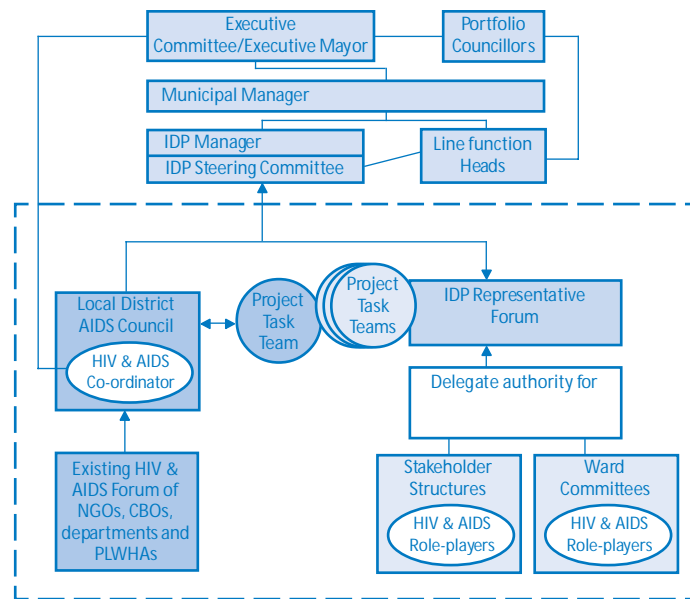 Executive
Committee/Executive Mayor
Portfolio
Councillors
Municipal Manager
IDP Manager
IDP Steering Committee
Line function
Heads
Local District
AIDS Council
HIV & AIDS
Co-ordinator
Project
Task
Team
Project
Task
Teams
IDP Representative
Forum
Delegate authority for
Existing HIV &
AIDS Forum of
NGOs, CBOs,
departments and
PLWHAs
Stakeholder
Structures
HIV & AIDS
Role-players
Ward
Committees
HIV & AIDS
Role-players